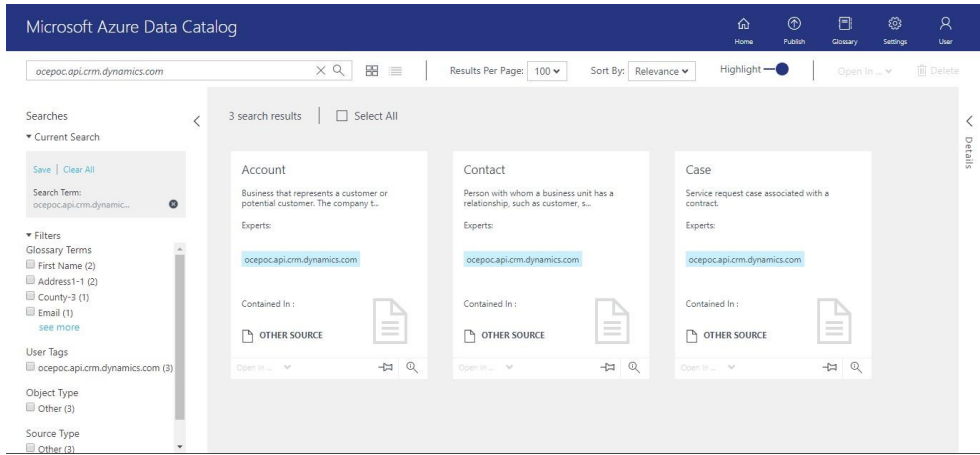 Microsoft Azure Data Catalog
Home Publish Glossary Settings User
ocepoc.api.crm.dynamics.com
Results Per Page: 100 Sort By: Relevance Highlight Open In ... Delete
Searches
Current Search
Save | Clear All
Search Term:
ocepoc.api.crm.dynamic...
Filters
Glossary Terms
First Name (2)
Address1-1 (2)
County-3 (1)
Email (1)
see more
User Tags
ocepoc.api.crm.dynamics.com (3)
Object Type
Other (3)
Source Type
Other (3)
3 search results Select All
Account
Business that represents a customer or
potential customer. The company t...
Experts:
ocepoc.api.crm.dynamics.com
Contained In :
OTHER SOURCE
Open In ...
Contact
Person with whom a business unit has a
relationship, such as customer, s...
Experts:
ocepoc.api.crm.dynamics.com
Contained In :
OTHER SOURCE
Open In ...
Case
Service request case associated with a
contract.
Experts:
ocepoc.api.crm.dynamics.com
Contained In :
OTHER SOURCE
Open In ...
Details